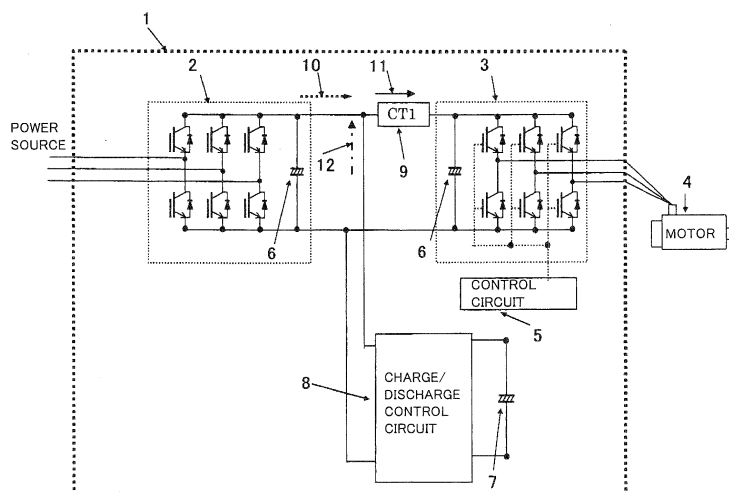 1
2
10
11
3
POWER
SOURCE
CT1
12
9
4
MOTOR
6
6
CONTROL
CIRCUIT
5
8
CHARGE/
DISCHARGE
CONTROL
CIRCUIT
7